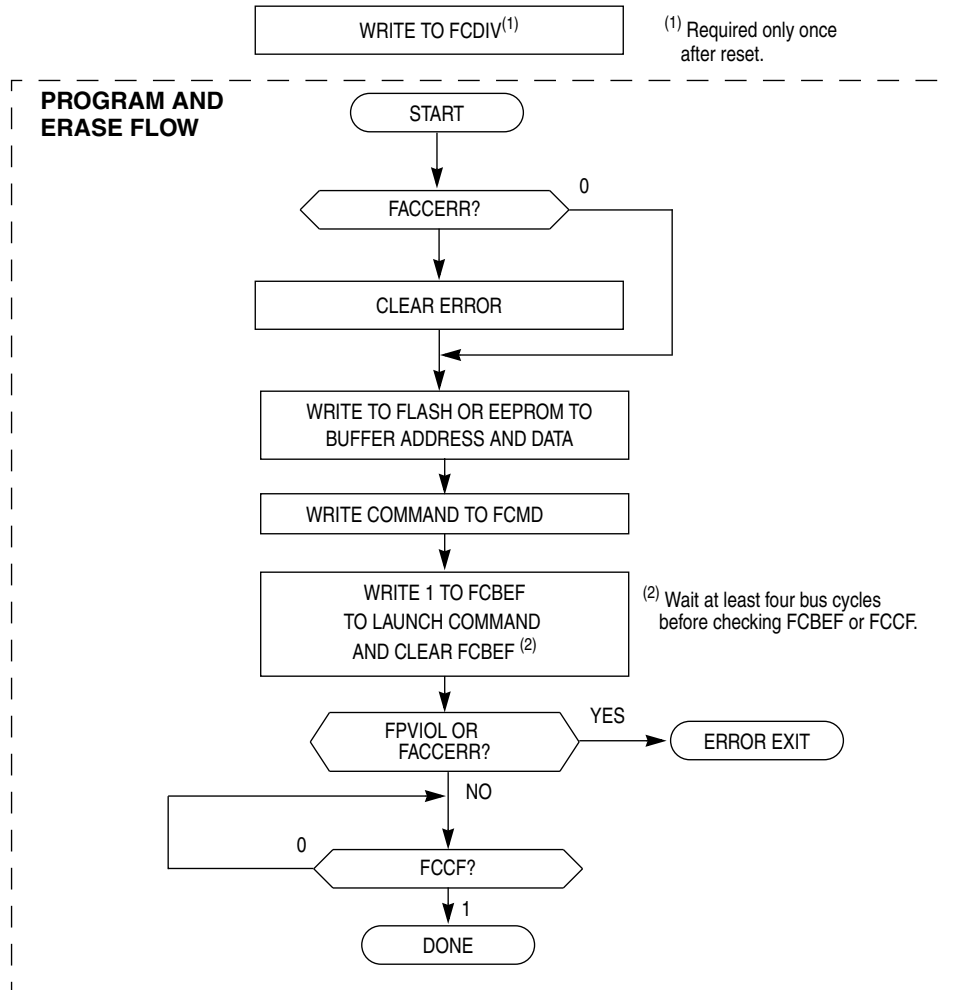 WRITE TO FCDIV(1)
(1) Required only once
after reset.
PROGRAM AND
ERASE FLOW
START
0
FACCERR?
CLEAR ERROR
WRITE TO FLASH OR EEPROM TO
BUFFER ADDRESS AND DATA
WRITE COMMAND TO FCMD
WRITE 1 TO FCBEF
TO LAUNCH COMMAND
AND CLEAR FCBEF (2)
(2) Wait at least four bus cycles
before checking FCBEF or FCCF.
FPVIOL OR
FACCERR?
YES
ERROR EXIT
NO
0
FCCF?
1
DONE